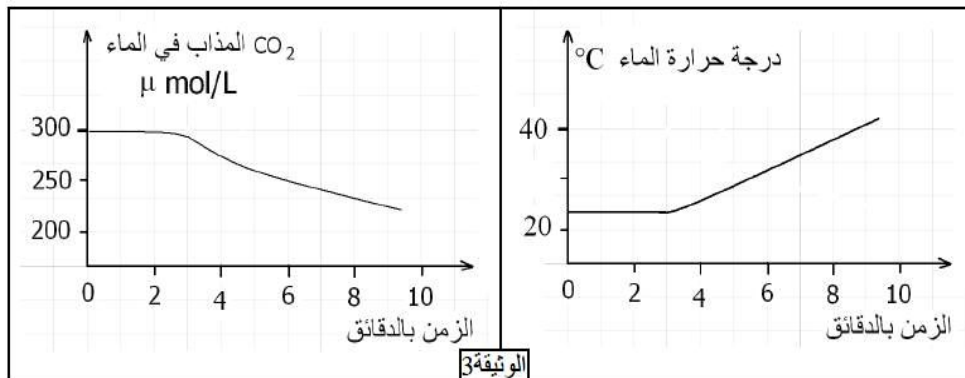 CO2 المذاب في الماء
μ mol/L
300
250
200
0 2 4 6 8 10
الزمن بالدقائق
درجة حرارة الماء °C
40
20
0 2 4 6 8 10
الزمن بالدقائق
الوثيقة3